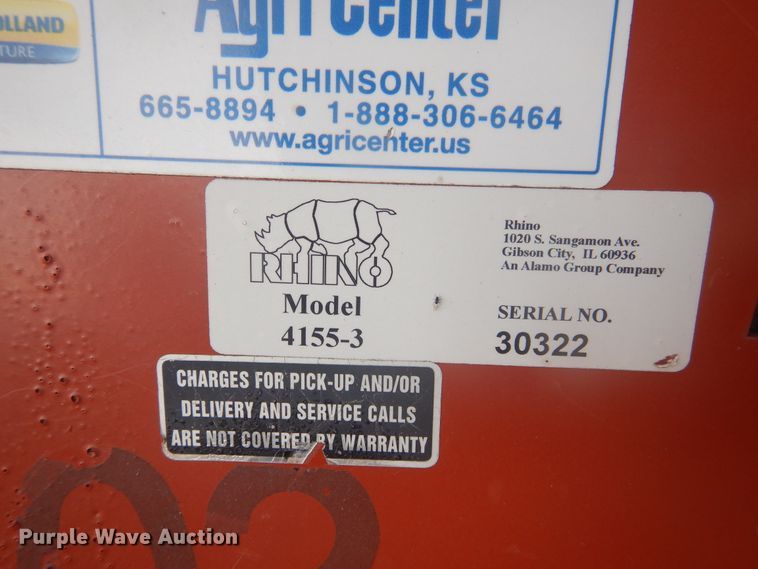 OLLAND
TURE
Agri Center
HUTCHINSON, KS
665-8894 • 1-888-306-6464
www.agricenter.us
RHINO
Model
4155-3
Rhino
1020 S. Sangamon Ave.
Gibson City, IL 60936
An Alamo Group Company
SERIAL NO.
30322
CHARGES FOR PICK-UP AND/OR
DELIVERY AND SERVICE CALLS
ARE NOT COVERED BY WARRANTY
02
Purple Wave Auction